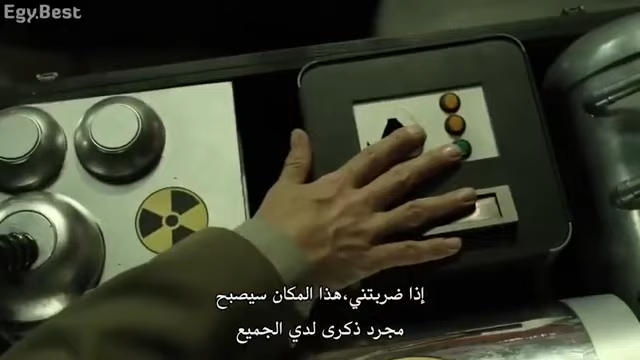 Egy.Best
إذا ضربتني،هذا المكان سيصبح
مجرد ذكرى لدي الجميع